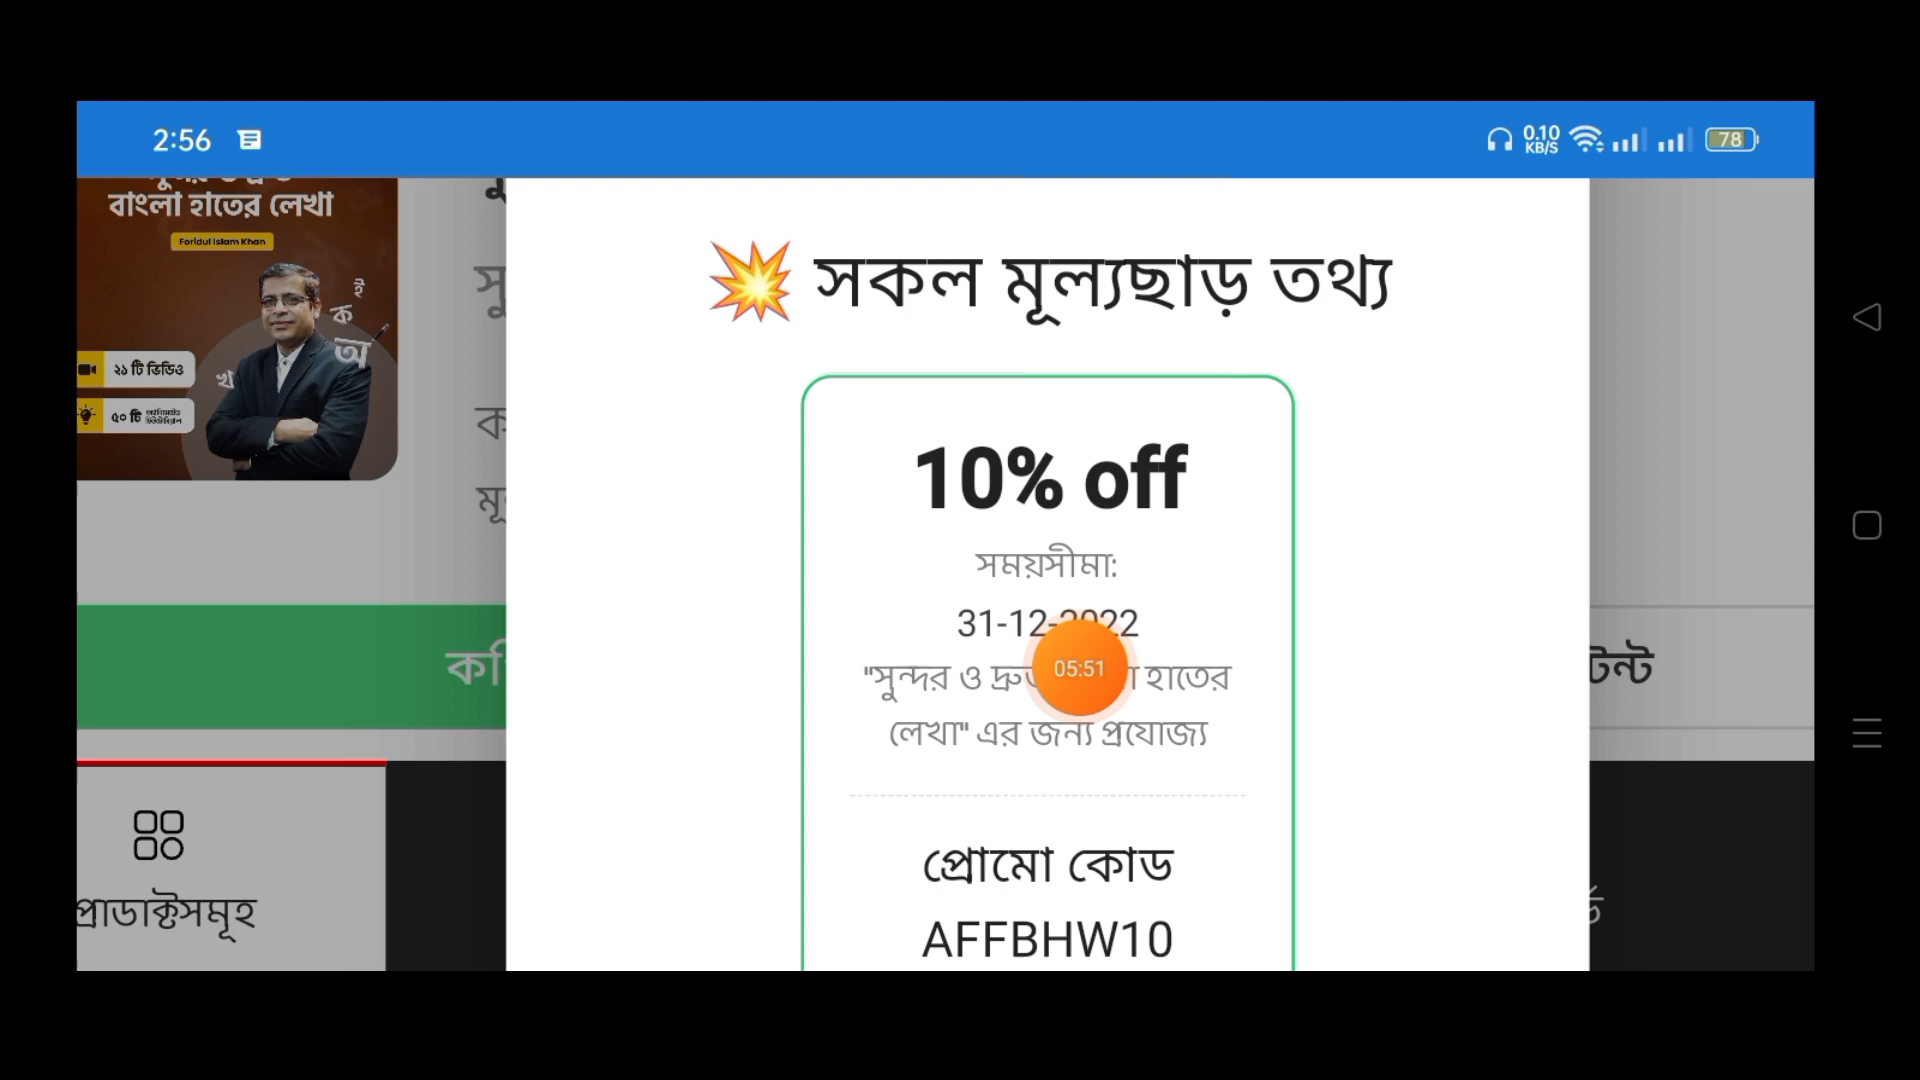 2:56
0.10
KB/S
78
বাংলা হাতের লেখা
Foridul Islam Khan
ই
ক
অ
খ
২১ টি ভিডিও
৫০ টি
💥 সকল মূল্যছাড় তথ্য
10% off
সময়সীমা:
31-12-2022
"সুন্দর ও হাতের
লেখা" এর জন্য প্রযোজ্য
05:51
প্রোমো কোড
AFFBHW10
টেন্ট
প্রোডাক্টসমূহ